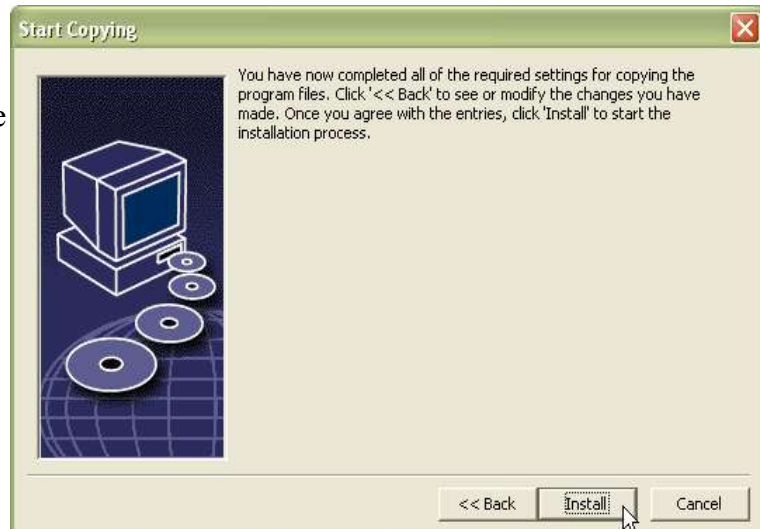 Start Copying
You have now completed all of the required settings for copying the
program files. Click '<< Back' to see or modify the changes you have
e
made. Once you agree with the entries, click 'Install' to start the
installation process.
<< Back Install Cancel